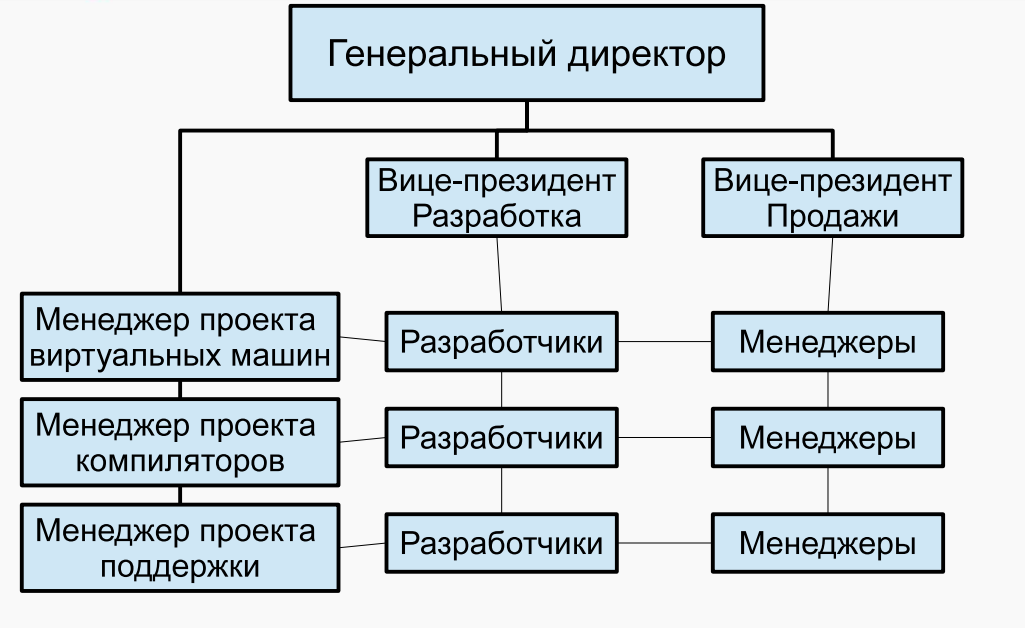 Генеральный директор
Вице-президент
Разработка
Вице-президент
Продажи
Менеджер проекта
виртуальных машин
Разработчики
Менеджеры
Менеджер проекта
компиляторов
Разработчики
Менеджеры
Менеджер проекта
поддержки
Разработчики
Менеджеры